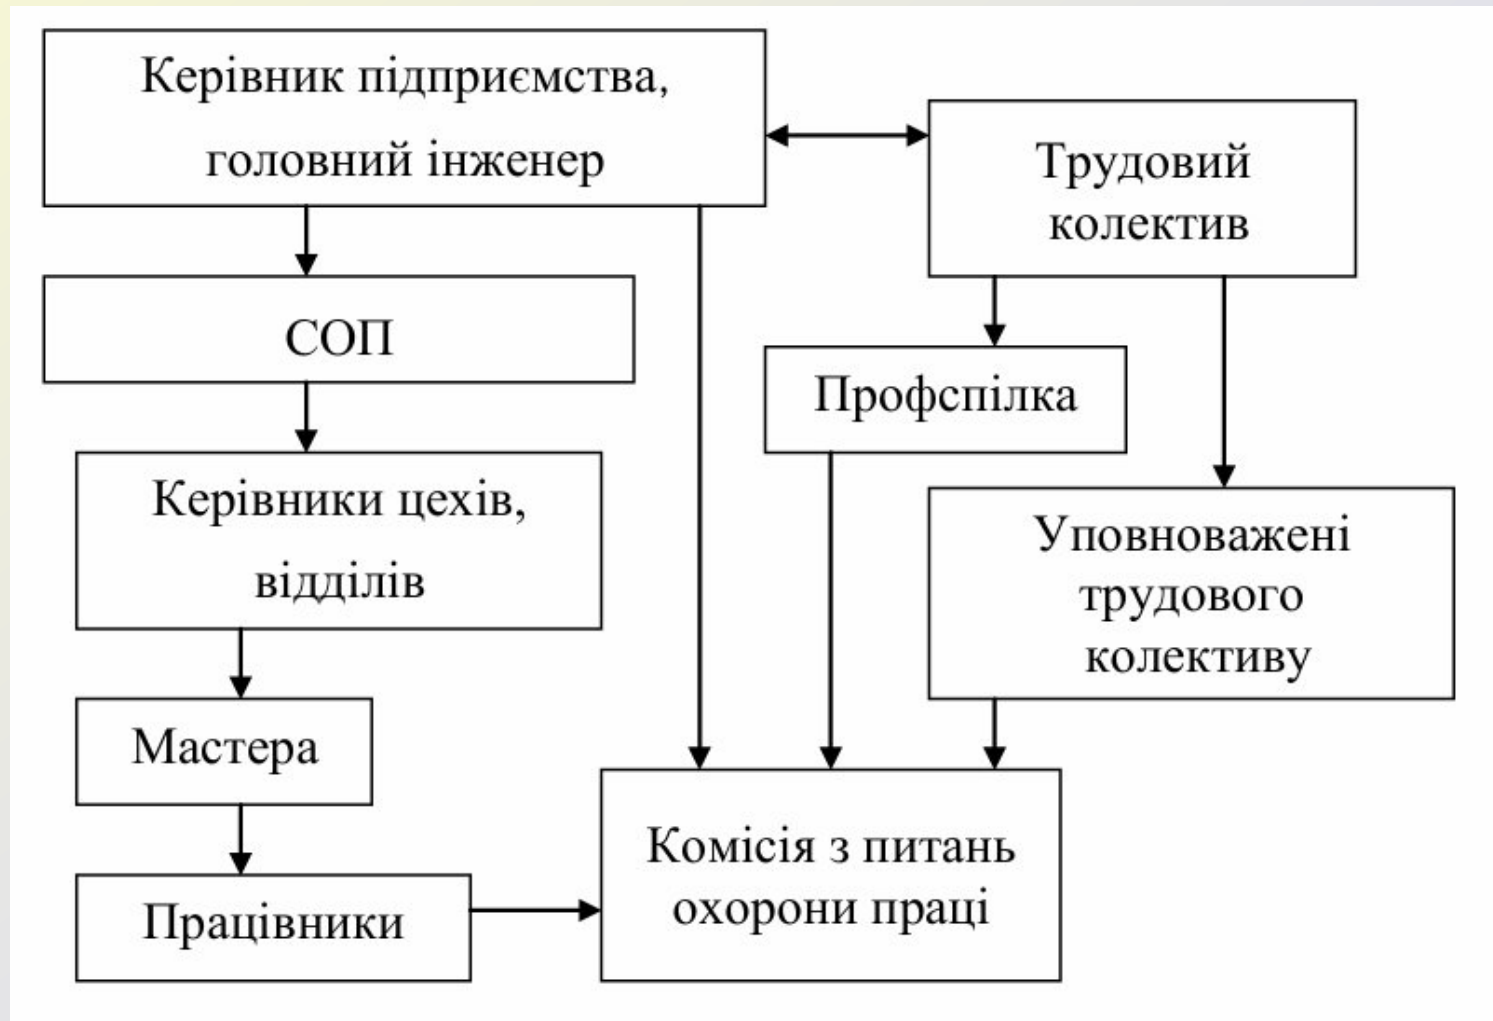 Керівник підприємства,
головний інженер
Трудовий
колектив
СОП
Профспілка
Керівники цехів,
відділів
Уповноважені
трудового
колективу
Мастера
Комісія з питань
охорони праці
Працівники